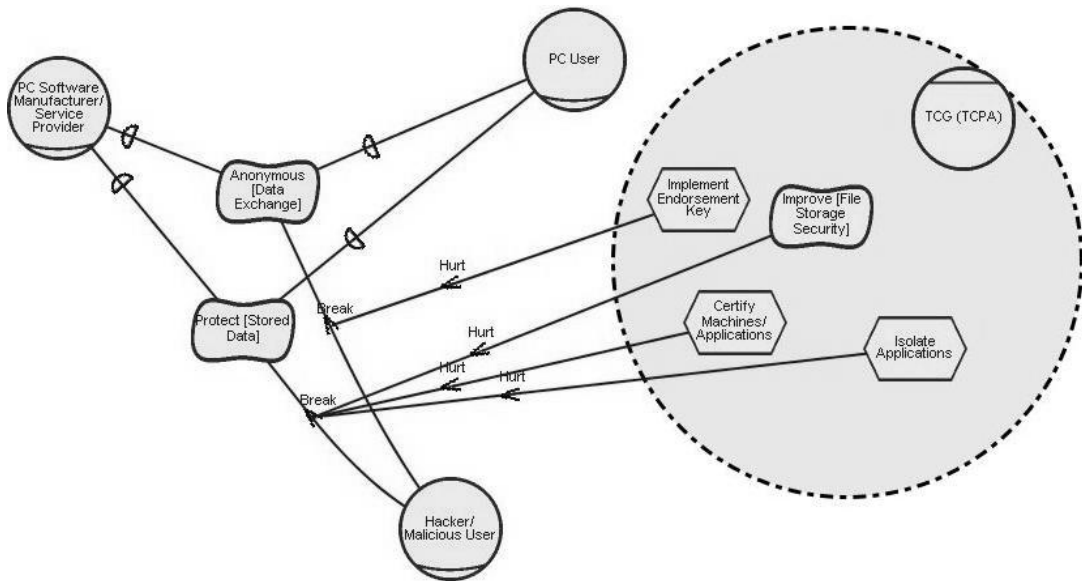 PC User
PC Software
Manufacturer/
Service
Provider
TCG (TCPA)
Anonymous
[Data
Exchange]
Implement
Endorsement
Key
Improve [File
Storage
Security]
Hurt
Break
Protect [Stored
Data]
Certify
Machines/
Applications
Hurt
Isolate
Applications
Hurt
Hurt
Break
Hacker/
Malicious User